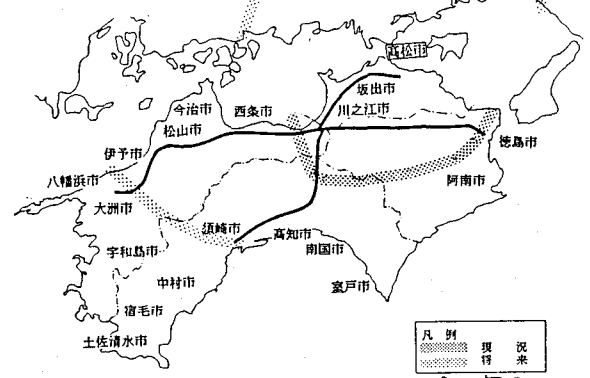 高松市
坂出市
今治市
西条市
川之江市
松山市
徳島市
伊予市
八幡浜市
阿南市
大洲市
須崎市
高知市
宇和島市
南国市
中村市
室戸市
宿毛市
土佐清水市
凡例
現況
将来